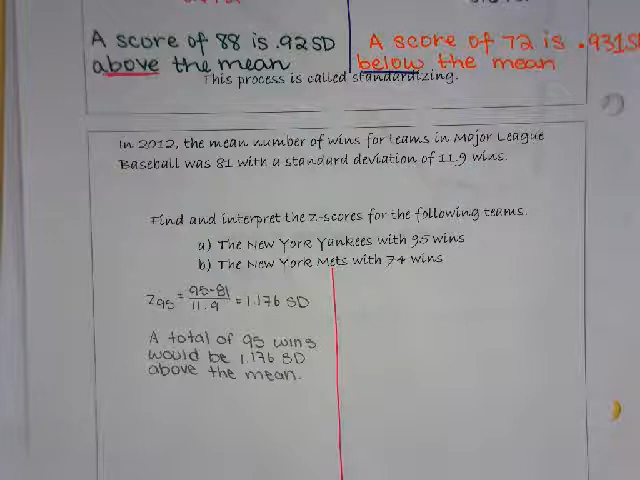 A score of 88 is .92 SD
above the mean
A score of 72 is .931 S
below the mean
This process is called standardizing.
In 2012, the mean number of wins for teams in Major League
Baseball was 81 with a standard deviation of 11.9 wins.
Find and interpret the z-scores for the following teams.
a) The New York Yankees with 95 wins
b) The New York Mets with 74 wins
z95 = 95-81 / 11.9 = 1.176 SD
A total of 95 wins
would be 1.176 SD
above the mean.